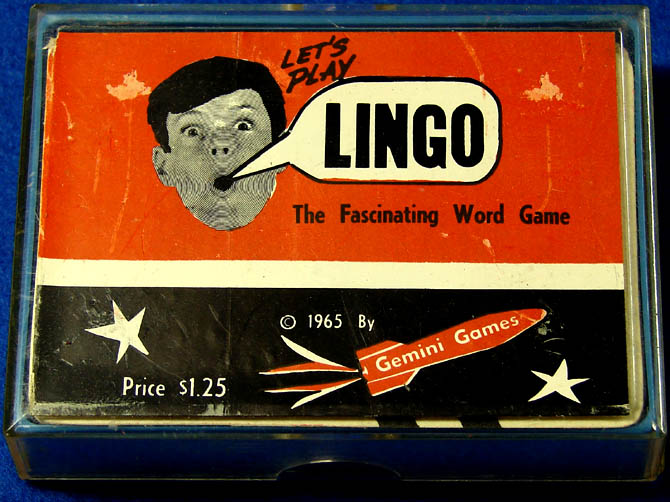 LET'S
PLAY
LINGO
The Fascinating Word Game
© 1965 By
Gemini Games
Price $1.25